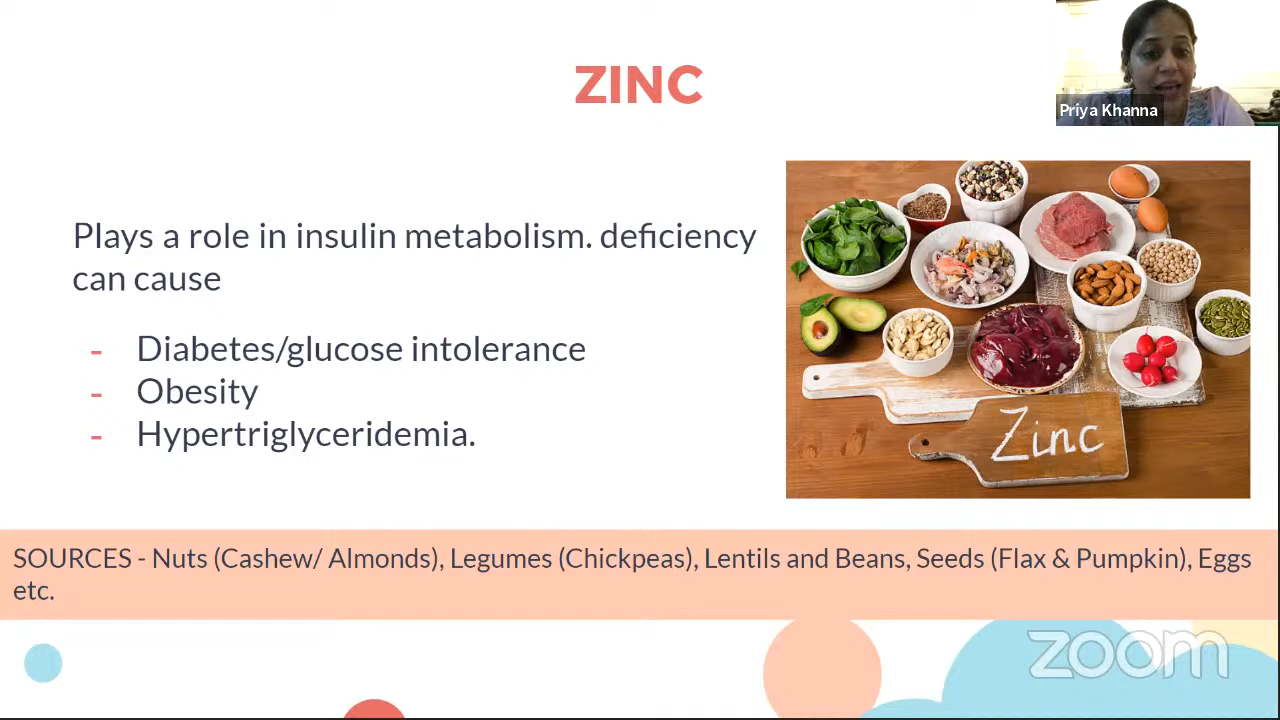 ZINC
Priya Khanna
Plays a role in insulin metabolism. deficiency
can cause
- Diabetes/glucose intolerance
- Obesity
- Hypertriglyceridemia.
Zinc
SOURCES - Nuts (Cashew/ Almonds), Legumes (Chickpeas), Lentils and Beans, Seeds (Flax & Pumpkin), Eggs
etc.
zoom